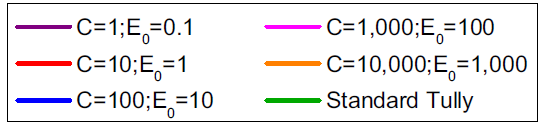 C=1;E₀=0.1 C=1,000;E₀=100
C=10;E₀=1 C=10,000;E₀=1,000
C=100;E₀=10 Standard Tully